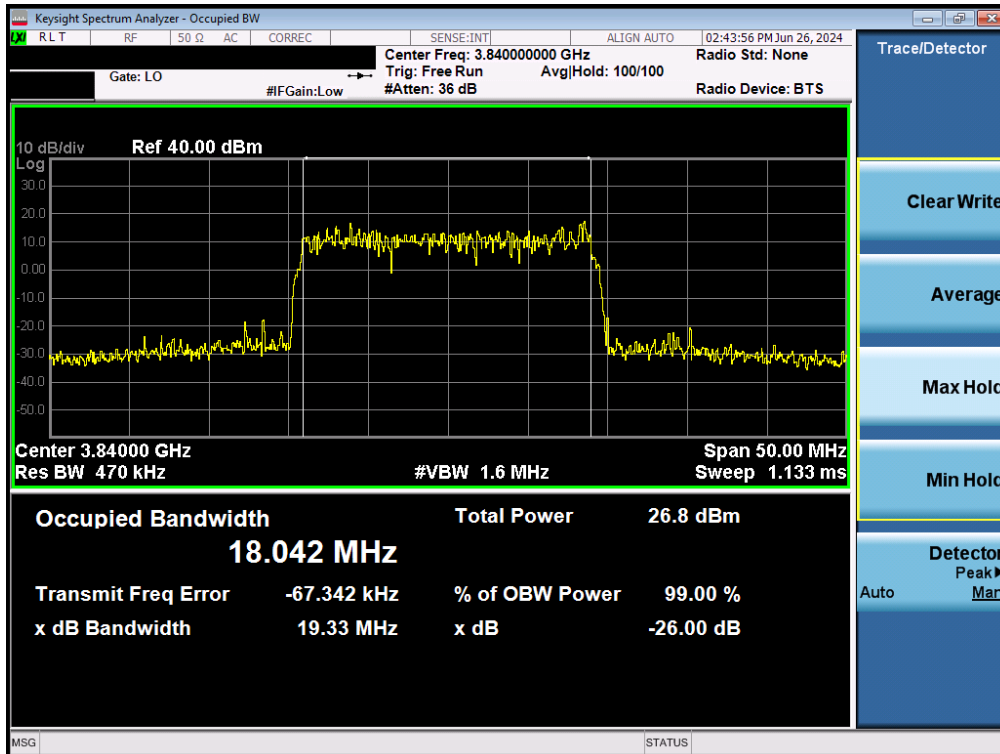 Keysight Spectrum Analyzer - Occupied BW
LXI RLT RF 50 Ω AC CORREC SENSE:INT ALIGN AUTO 02:43:56 PM Jun 26, 2024
Center Freq: 3.840000000 GHz Radio Std: None
Gate: LO Trig: Free Run Avg|Hold: 100/100
#IFGain:Low #Atten: 36 dB Radio Device: BTS
Trace/Detector
10 dB/div Ref 40.00 dBm
Log
30.0
20.0
10.0
0.00
-10.0
-20.0
-30.0
-40.0
-50.0
Center 3.84000 GHz Span 50.00 MHz
Res BW 470 kHz #VBW 1.6 MHz Sweep 1.133 ms
Occupied Bandwidth Total Power 26.8 dBm
18.042 MHz
Transmit Freq Error -67.342 kHz % of OBW Power 99.00 %
x dB Bandwidth 19.33 MHz x dB -26.00 dB
Clear Write
Average
Max Hold
Min Hold
Detector
Peak
Auto Man
MSG STATUS